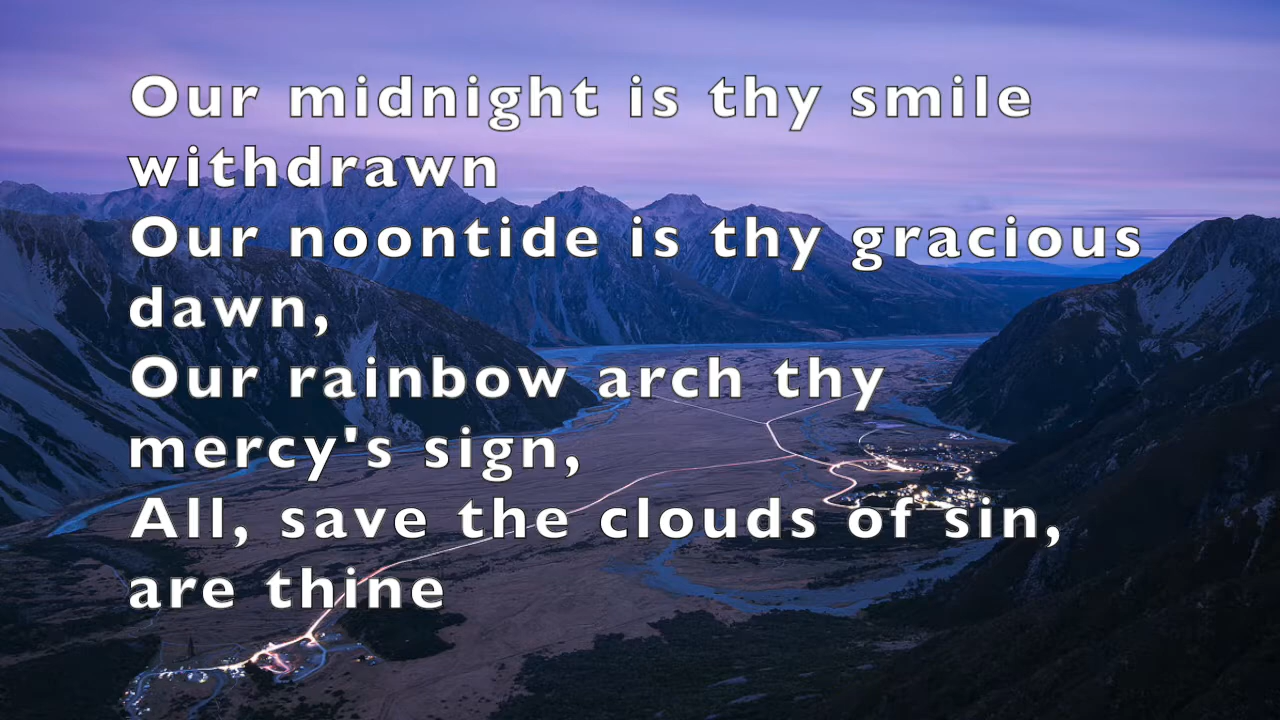 Our midnight is thy smile
withdrawn
Our noontide is thy gracious
dawn,
Our rainbow arch thy
mercy's sign,
All, save the clouds of sin,
are thine